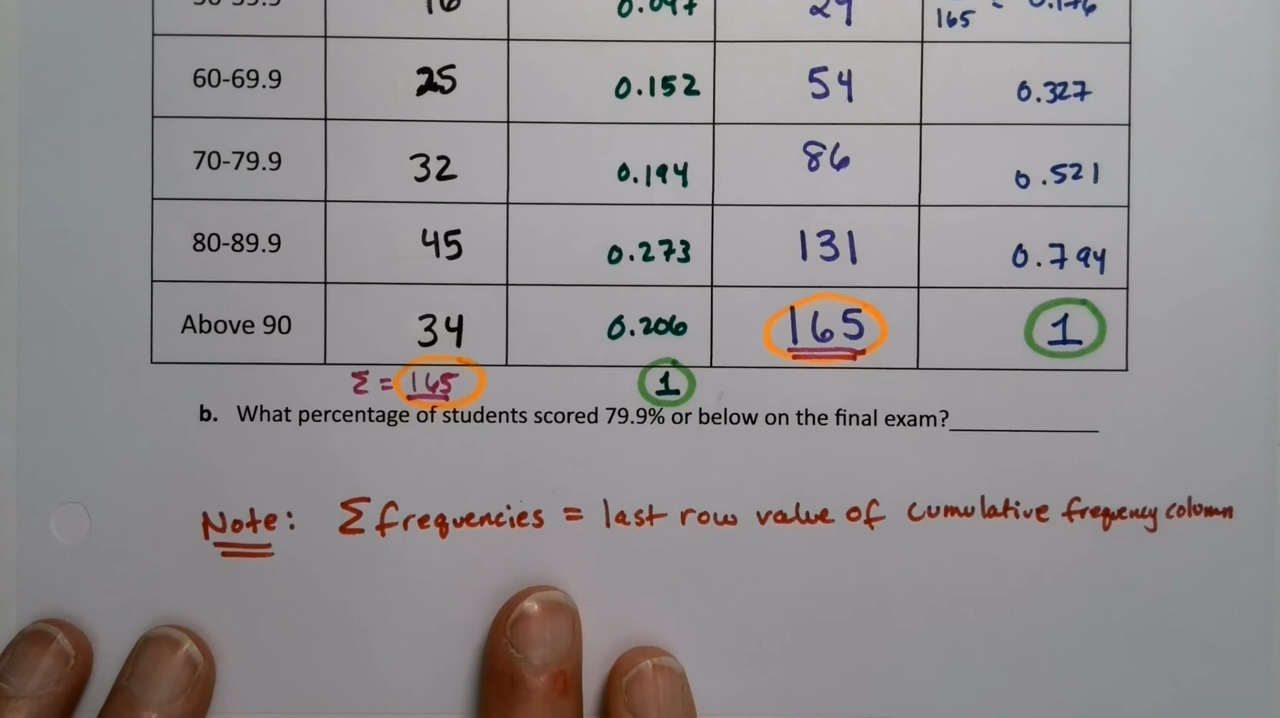 165
60-69.9 25 0.152 54 0.327
70-79.9 32 0.194 86 0.521
80-89.9 45 0.273 131 0.794
Above 90 34 0.206 165 1
Σ = 165 1
b. What percentage of students scored 79.9% or below on the final exam?____________
Note: Σ frequencies = last row value of cumulative frequency column